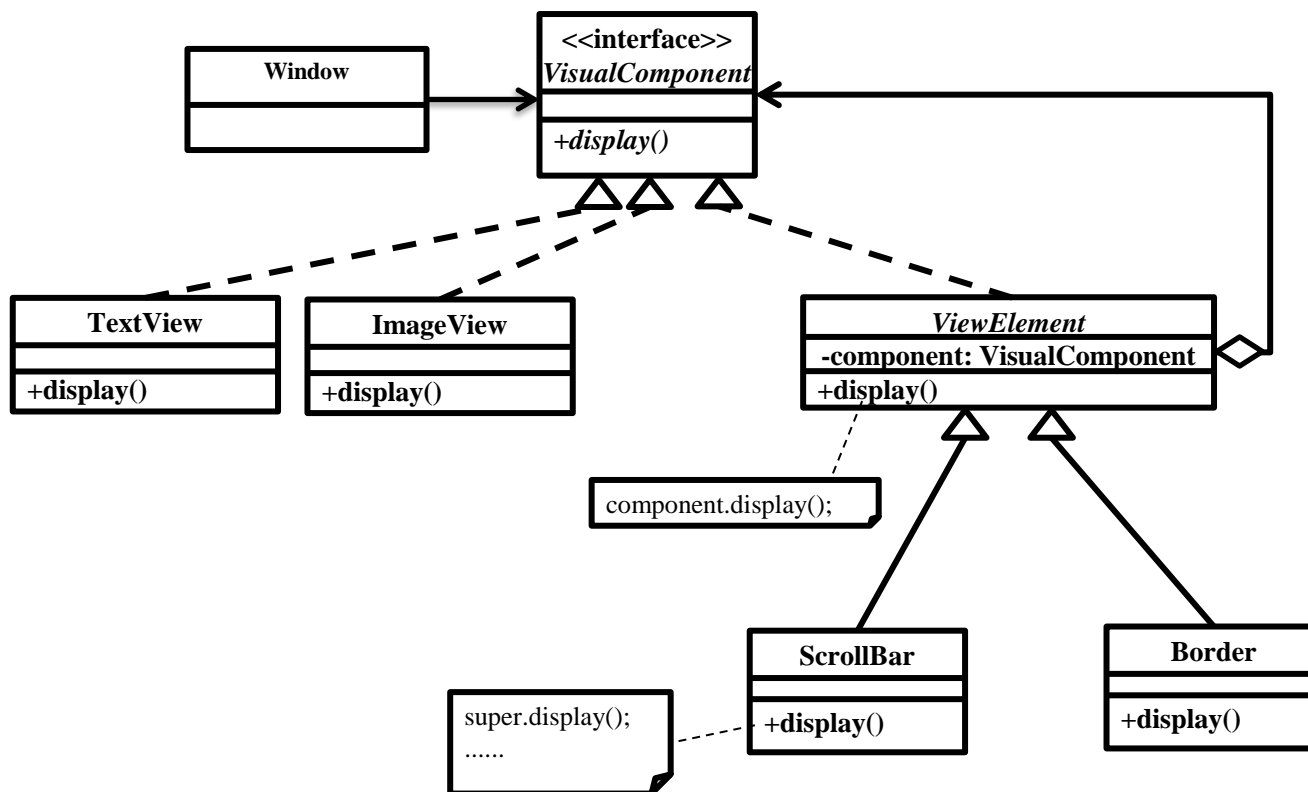 Window
<<interface>>
VisualComponent
+display()
TextView
+display()
ImageView
+display()
ViewElement
-component: VisualComponent
+display()
component.display();
ScrollBar
+display()
Border
+display()
super.display();
......